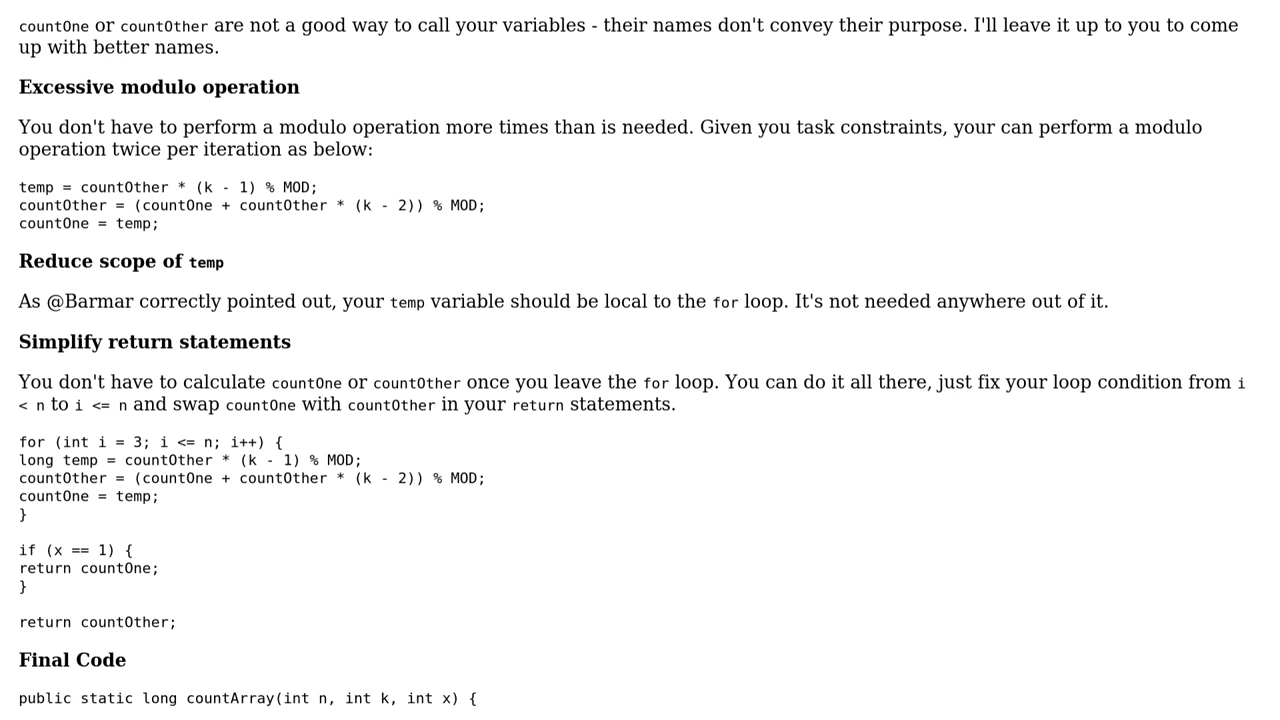 countOne or countOther are not a good way to call your variables - their names don't convey their purpose. I'll leave it up to you to come
up with better names.
Excessive modulo operation
You don't have to perform a modulo operation more times than is needed. Given you task constraints, your can perform a modulo
operation twice per iteration as below:
temp = countOther * (k - 1) % MOD;
countOther = (countOne + countOther * (k - 2)) % MOD;
countOne = temp;
Reduce scope of temp
As @Barmar correctly pointed out, your temp variable should be local to the for loop. It's not needed anywhere out of it.
Simplify return statements
You don't have to calculate countOne or countOther once you leave the for loop. You can do it all there, just fix your loop condition from i
< n to i <= n and swap countOne with countOther in your return statements.
for (int i = 3; i <= n; i++) {
long temp = countOther * (k - 1) % MOD;
countOther = (countOne + countOther * (k - 2)) % MOD;
countOne = temp;
}
if (x == 1) {
return countOne;
}
return countOther;
Final Code
public static long countArray(int n, int k, int x) {